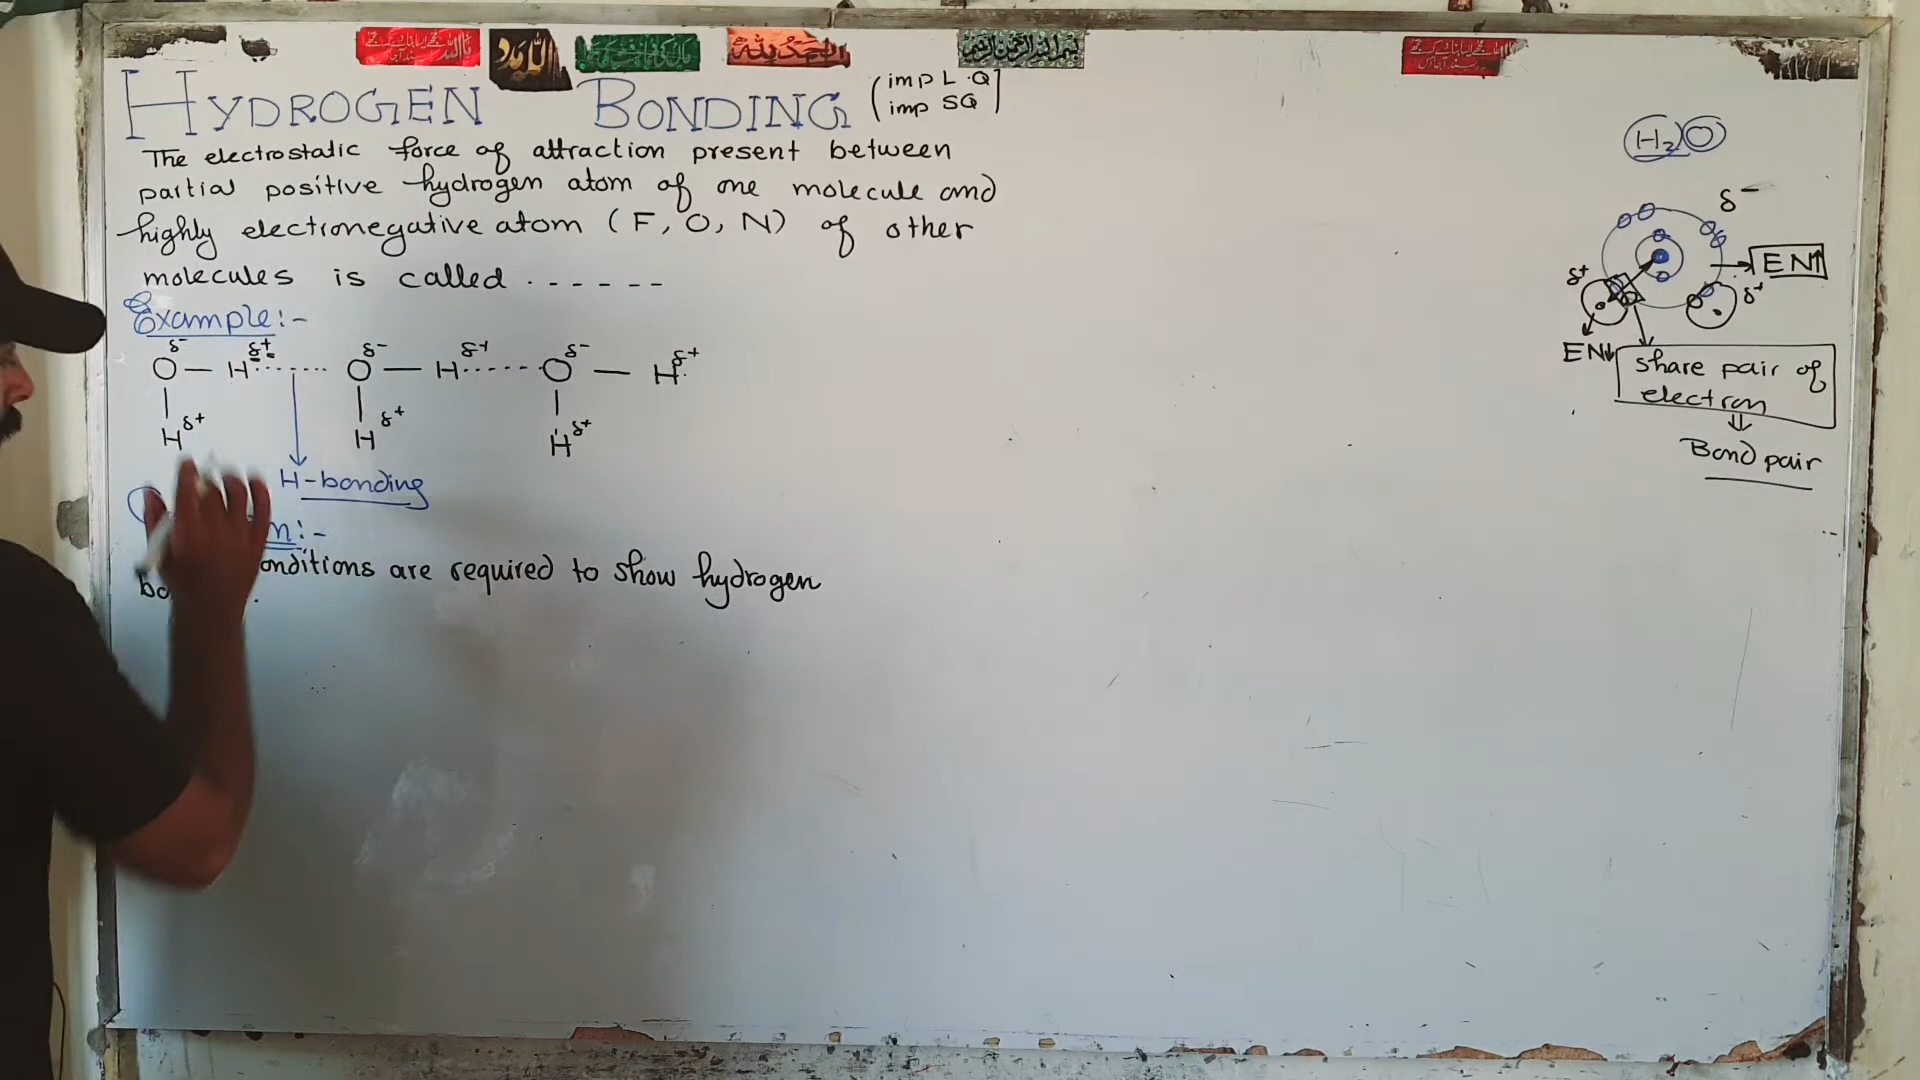 HYDROGEN BONDING (imp L.Q
imp SQ]
The electrostatic force of attraction present between
partial positive hydrogen atom of one molecule and
highly electronegative atom (F, O, N) of other
molecules is called ------
Example:-
δ- δ+ δ- δ+ δ- δ+
O — H ...... O — H ...... O — H
H δ+ H δ+ H δ+
H-bonding
m:-
onditions are required to show hydrogen
bo
H₂O
δ-
EN↑
δ+ δ+
EN↓
share pair of
electron
⇓
Bond pair